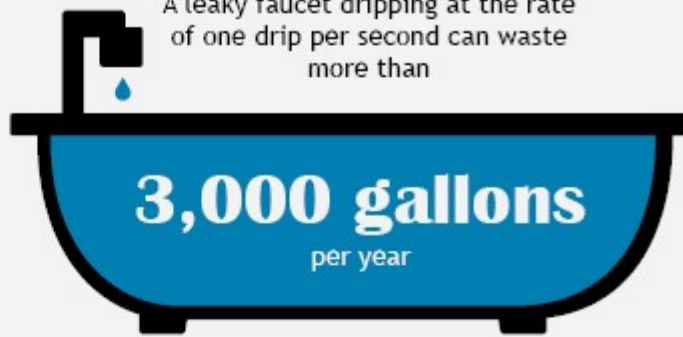 A leaky faucet dripping at the rate
of one drip per second can waste
more than
3,000 gallons
per year